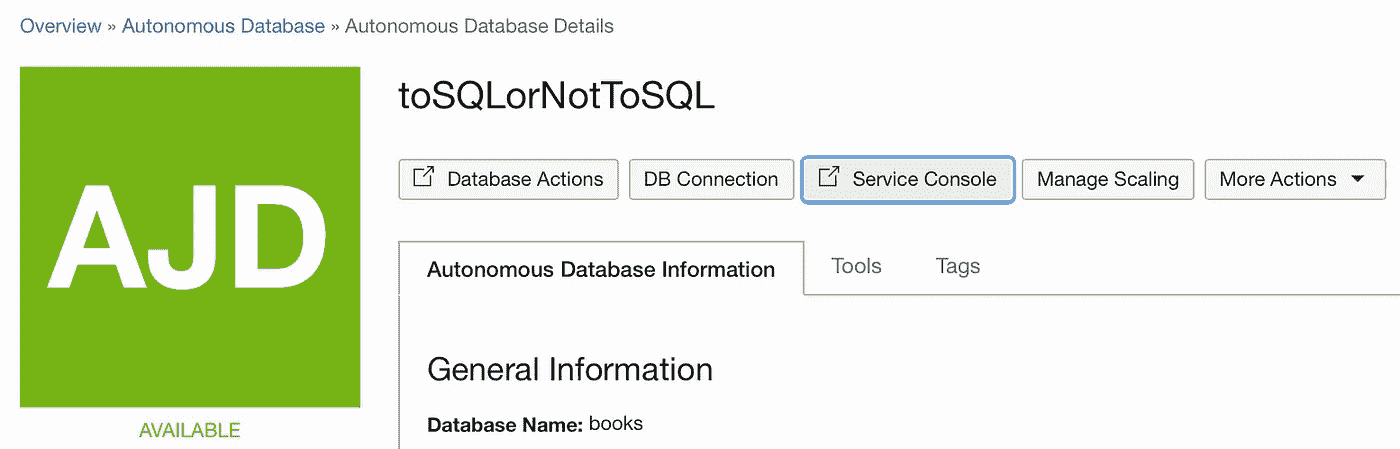 Overview » Autonomous Database » Autonomous Database Details
AJD
AVAILABLE
toSQLorNotToSQL
Database Actions DB Connection Service Console Manage Scaling More Actions
Autonomous Database Information Tools Tags
General Information
Database Name: books